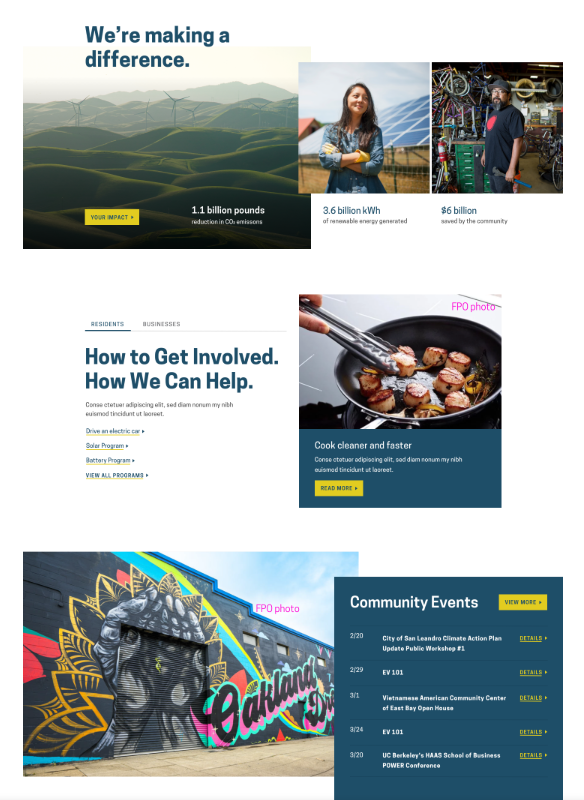 We're making a
difference.
YOUR IMPACT
1.1 billion pounds
reduction in CO₂ emissons
3.6 billion kWh
of renewable energy generated
$6 billion
saved by the community
RESIDENTS
BUSINESSES
How to Get Involved.
How We Can Help.
Conse ctetuer adipiscing elit, sed diam nonum my nibh
euismod tincidunt ut laoreet.
Drive an electric car
Solar Program
Battery Program
VIEW ALL PROGRAMS
FPO photo
Cook cleaner and faster
Conse ctetuer adipiscing elit, sed diam nonum my nibh
euismod tincidunt ut laoreet.
READ MORE
FPO photo
Oakland
Community Events
VIEW MORE
2/20 City of San Leandro Climate Action Plan DETAILS
Update Public Workshop #1
2/29 EV 101 DETAILS
3/1 Vietnamese American Community Center DETAILS
of East Bay Open House
3/24 EV 101 DETAILS
3/20 UC Berkeley's HAAS School of Business DETAILS
POWER Conference